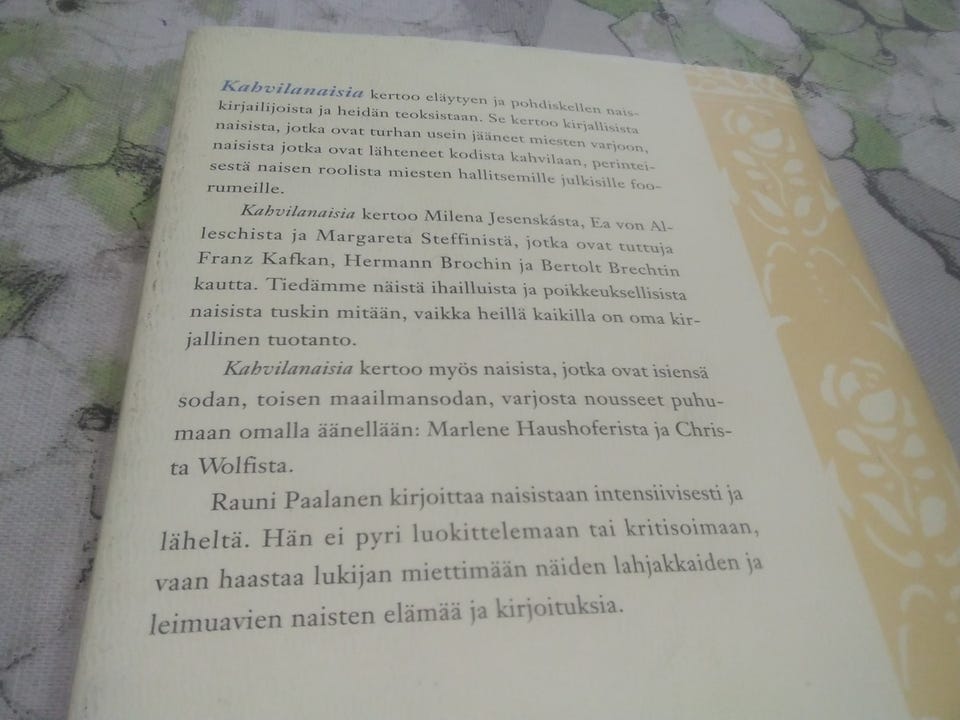 Kahvilanaisia kertoo eläytyen ja pohdiskellen nais-
kirjailijoista ja heidän teoksistaan. Se kertoo kirjallisista
naisista, jotka ovat turhan usein jääneet miesten varjoon,
naisista jotka ovat lähteneet kodista kahvilaan, perintei-
sestä naisen roolista miesten hallitsemille julkisille foo-
rumeille.
Kahvilanaisia kertoo Milena Jesenskásta, Ea von Al-
leschista ja Margareta Steffinistä, jotka ovat tuttuja
Franz Kafkan, Hermann Brochin ja Bertolt Brechtin
kautta. Tiedämme näistä ihailluista ja poikkeuksellisista
naisista tuskin mitään, vaikka heillä kaikilla on oma kir-
jallinen tuotanto.
Kahvilanaisia kertoo myös naisista, jotka ovat isiensä
sodan, toisen maailmansodan, varjosta nousseet puhu-
maan omalla äänellään: Marlene Haushoferista ja Chris-
ta Wolfista.
Rauni Paalanen kirjoittaa naisistaan intensiivisesti ja
läheltä. Hän ei pyri luokittelemaan tai kritisoimaan,
vaan haastaa lukijan miettimään näiden lahjakkaiden ja
leimuavien naisten elämää ja kirjoituksia.